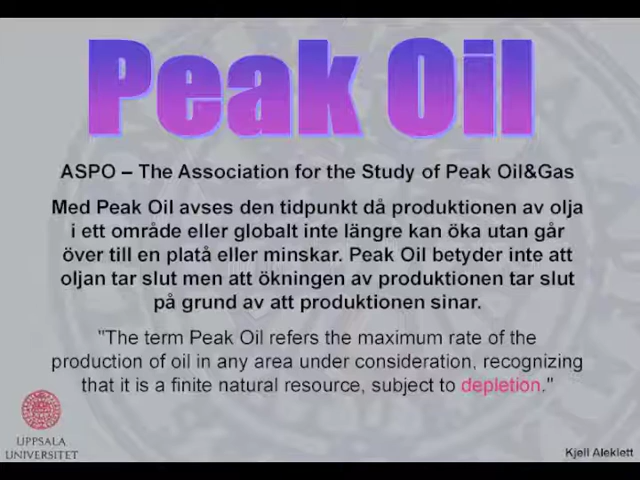 Peak Oil
ASPO – The Association for the Study of Peak Oil&Gas
Med Peak Oil avses den tidpunkt då produktionen av olja
i ett område eller globalt inte längre kan öka utan går
över till en platå eller minskar. Peak Oil betyder inte att
oljan tar slut men att ökningen av produktionen tar slut
på grund av att produktionen sinar.
"The term Peak Oil refers the maximum rate of the
production of oil in any area under consideration, recognizing
that it is a finite natural resource, subject to depletion."
UPPSALA
UNIVERSITET
Kjell Aleklett